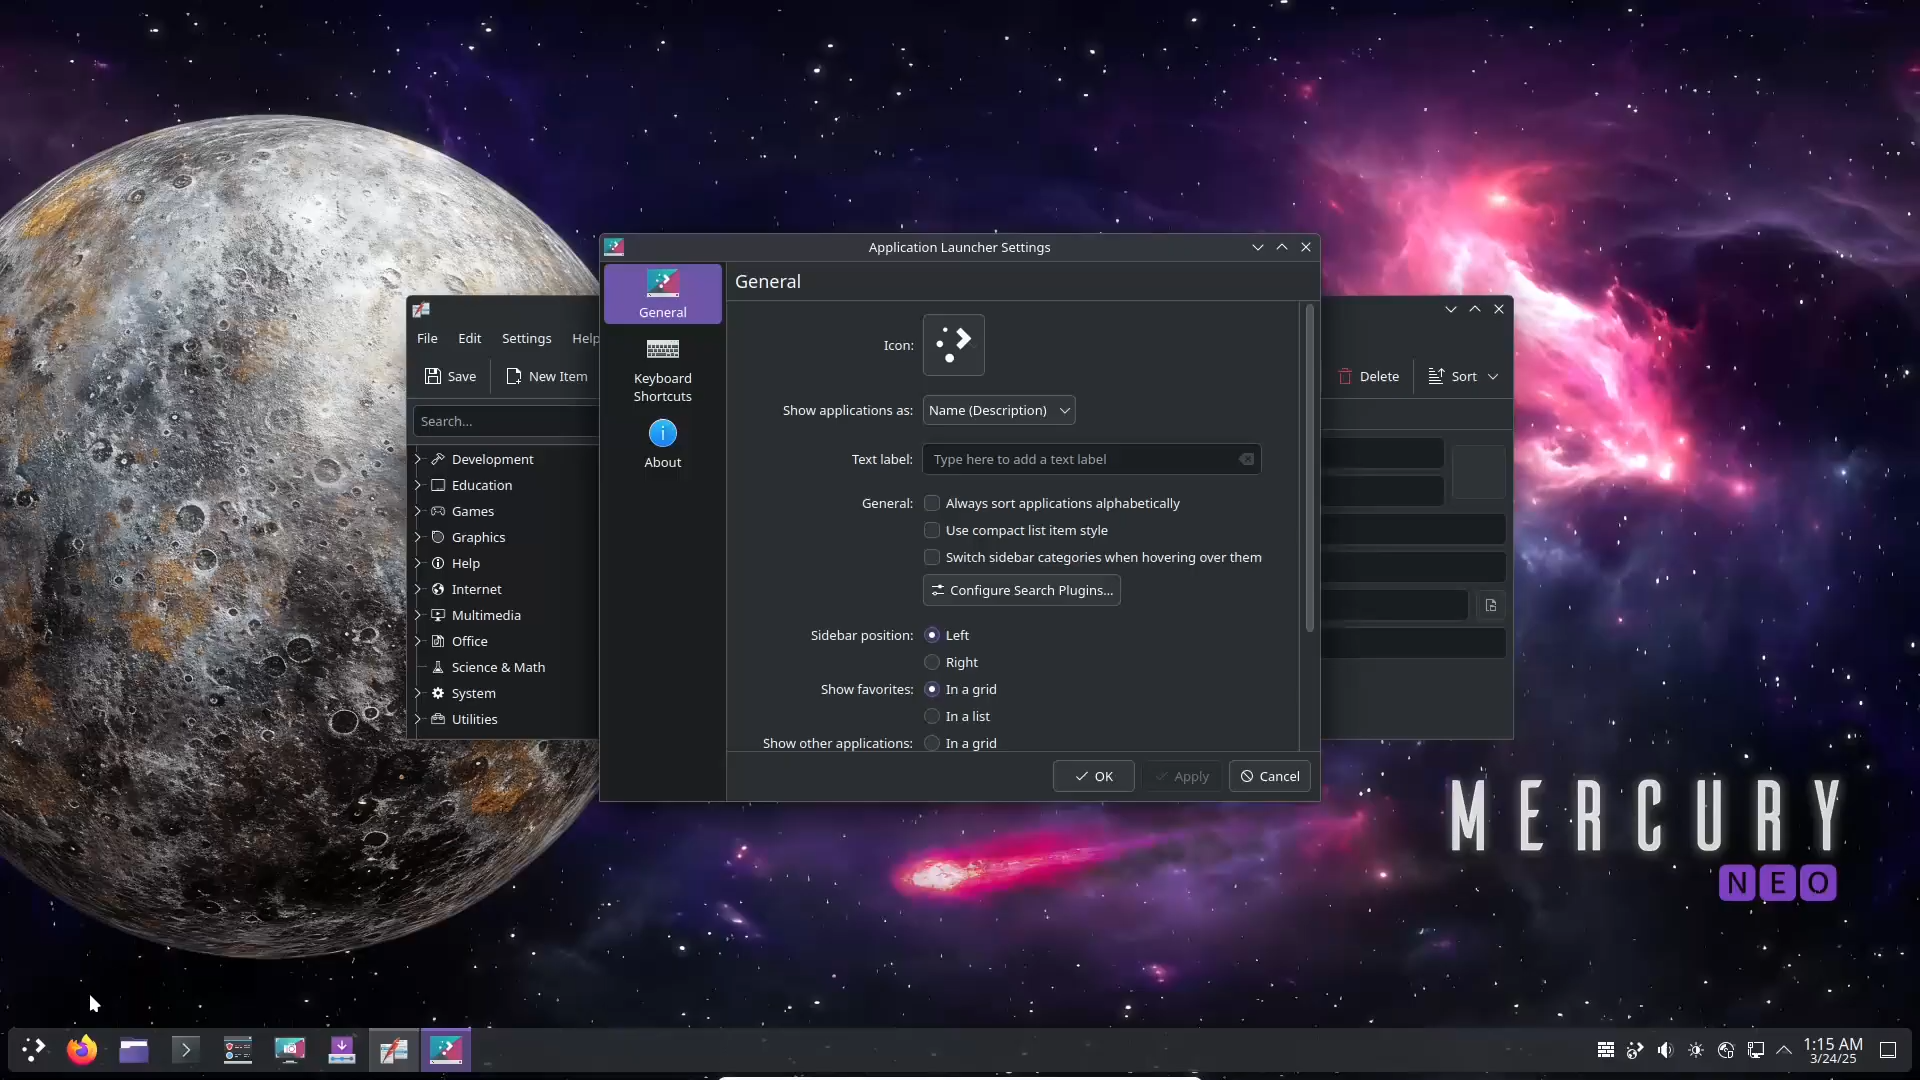 Application Launcher Settings
General
General
Keyboard
Shortcuts
About
Icon:
Show applications as:
Name (Description)
Text label:
Type here to add a text label
General:
Always sort applications alphabetically
Use compact list item style
Switch sidebar categories when hovering over them
Configure Search Plugins...
Sidebar position:
Left
Right
Show favorites:
In a grid
In a list
Show other applications:
In a grid
OK
Apply
Cancel
File Edit Settings Help
Save
New Item
Delete
Sort
Search...
Development
Education
Games
Graphics
Help
Internet
Multimedia
Office
Science & Math
System
Utilities
MERCURY
NEO
1:15 AM
3/24/25